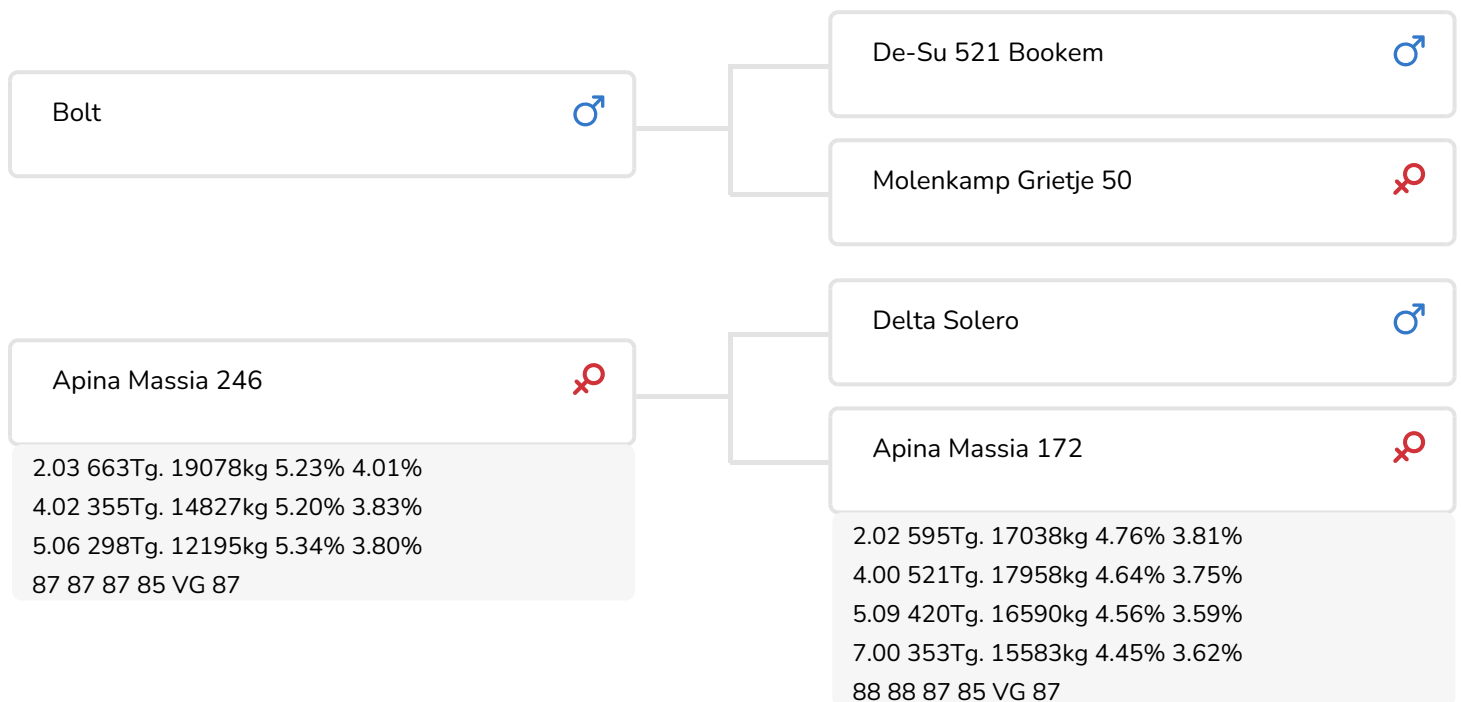 De-Su 521 Bookem
Bolt
Molenkamp Grietje 50
Delta Solero
Apina Massia 246
2.03 663Tg. 19078kg 5.23% 4.01%
4.02 355Tg. 14827kg 5.20% 3.83%
5.06 298Tg. 12195kg 5.34% 3.80%
87 87 87 85 VG 87
Apina Massia 172
2.02 595Tg. 17038kg 4.76% 3.81%
4.00 521Tg. 17958kg 4.64% 3.75%
5.09 420Tg. 16590kg 4.56% 3.59%
7.00 353Tg. 15583kg 4.45% 3.62%
88 88 87 85 VG 87